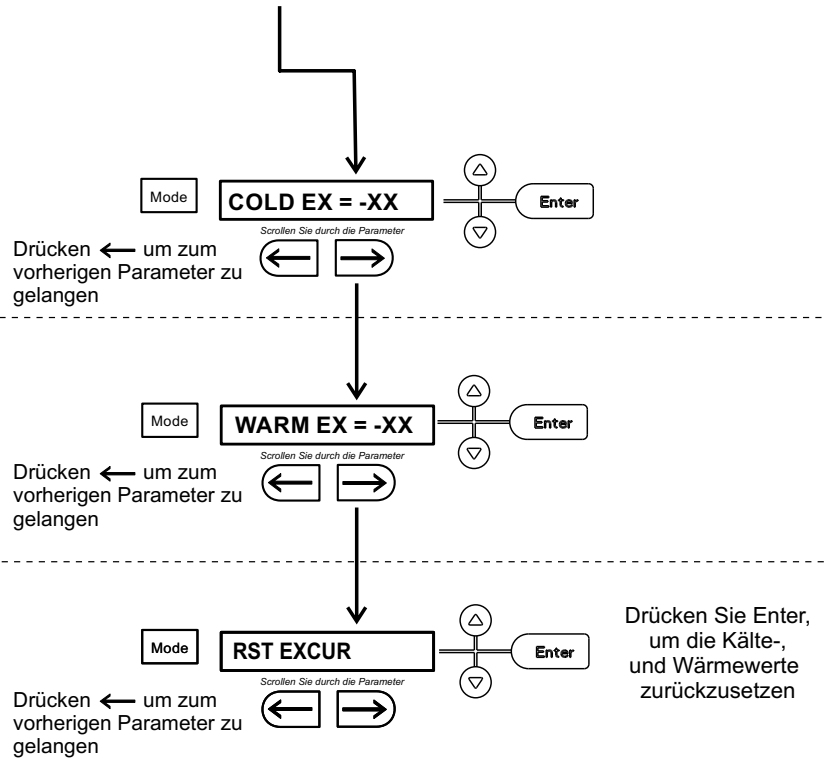 Mode
COLD EX = -XX
Enter
Scrollen Sie durch die Parameter
Drücken ← um zum
vorherigen Parameter zu
gelangen
Mode
WARM EX = -XX
Enter
Scrollen Sie durch die Parameter
Drücken ← um zum
vorherigen Parameter zu
gelangen
Mode
RST EXCUR
Enter
Drücken Sie Enter,
um die Kälte-,
und Wärmewerte
zurückzusetzen
Scrollen Sie durch die Parameter
Drücken ← um zum
vorherigen Parameter zu
gelangen